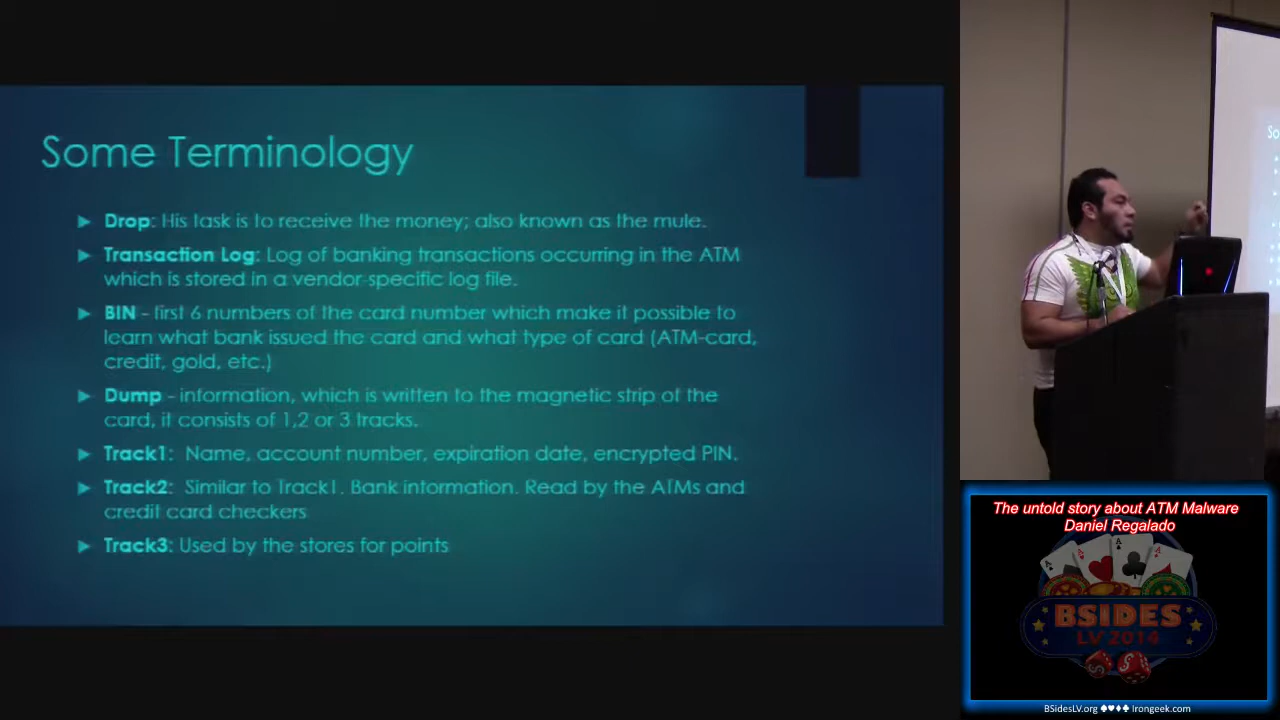 Some Terminology
Drop: His task is to receive the money; also known as the mule.
Transaction Log: Log of banking transactions occurring in the ATM
which is stored in a vendor-specific log file.
BIN - first 6 numbers of the card number which make it possible to
learn what bank issued the card and what type of card (ATM-card,
credit, gold, etc.)
Dump - information, which is written to the magnetic strip of the
card, it consists of 1,2 or 3 tracks.
Track1: Name, account number, expiration date, encrypted PIN.
Track2: Similar to Track1. Bank information. Read by the ATMs and
credit card checkers
Track3: Used by the stores for points
So
The untold story about ATM Malware
Daniel Regalado
A A A A
BSIDES
LV 2014
BSidesLV.org ♠♥♦♣ Irongeek.com